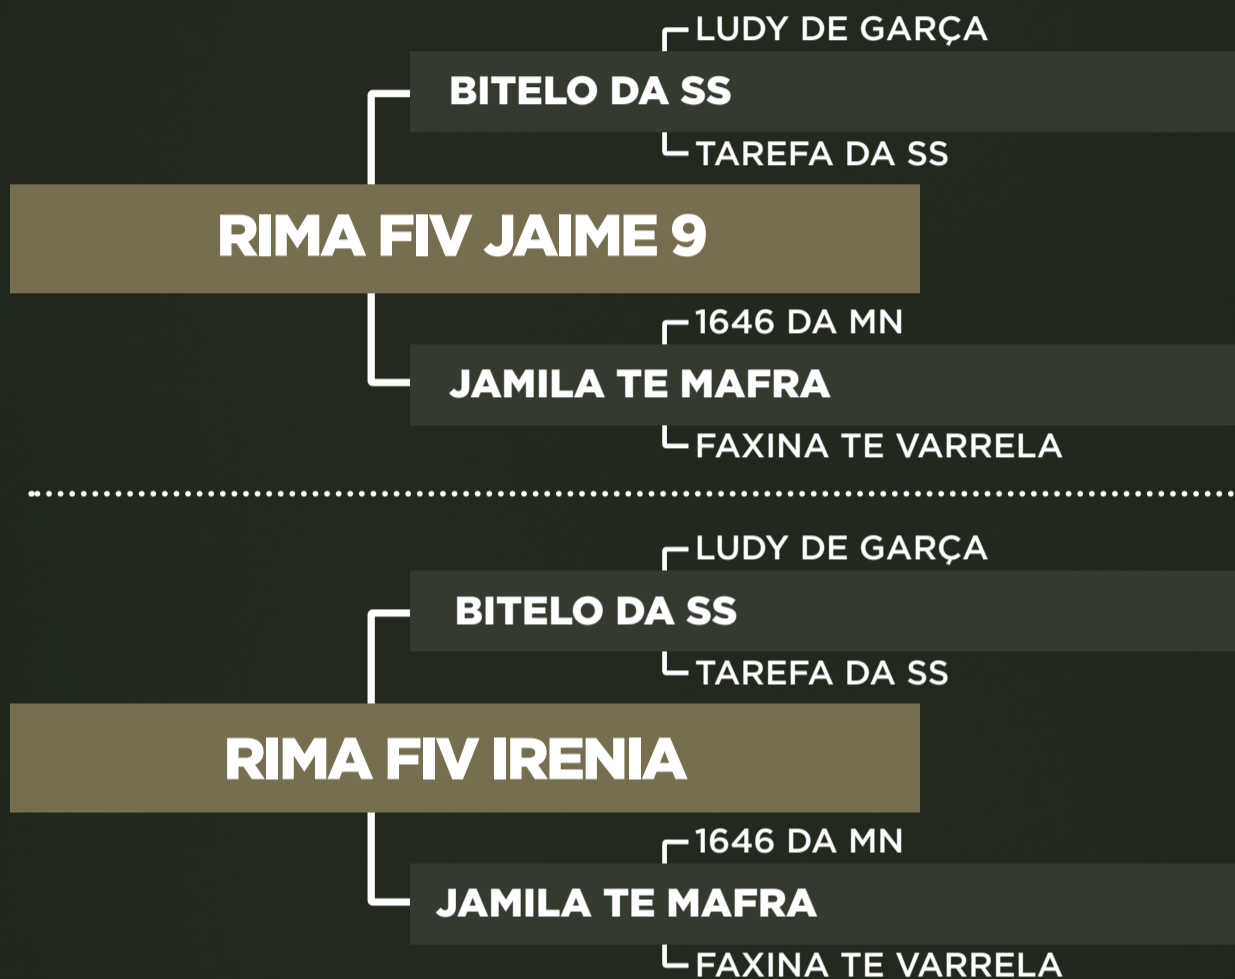 LUDY DE GARÇA
BITELO DA SS
TAREFA DA SS
RIMA FIV JAIME 9
1646 DA MN
JAMILA TE MAFRA
FAXINA TE VARRELA
LUDY DE GARÇA
BITELO DA SS
TAREFA DA SS
RIMA FIV IRENIA
1646 DA MN
JAMILA TE MAFRA
FAXINA TE VARRELA